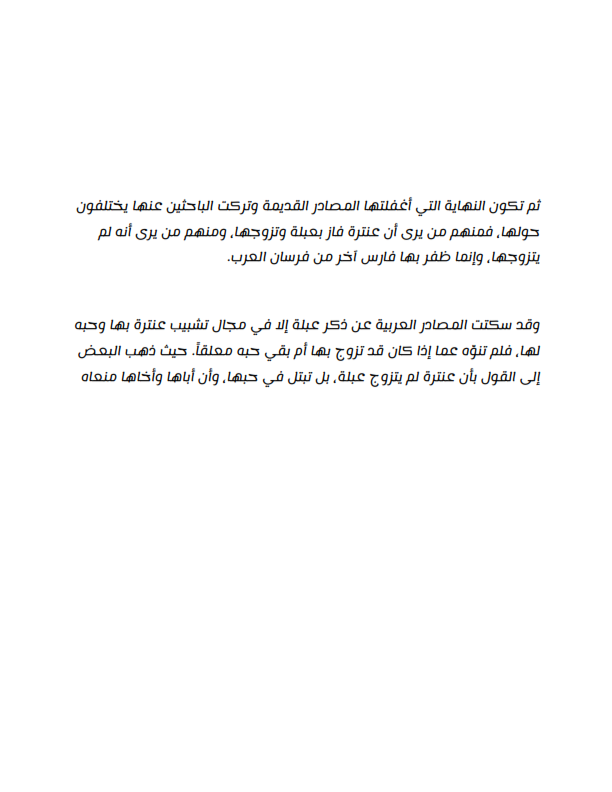 ثم تكون النهاية التي أغفلتها المصادر القديمة وتركت الباحثين عنها يختلفون
حولها، فمنهم من يرى أن عنترة فاز بعبلة وتزوجها، ومنهم من يرى أنه لم
يتزوجها، وإنما ظفر بها فارس آخر من فرسان العرب.
وقد سكتت المصادر العربية عن ذكر عبلة إلا في مجال تشبيب عنترة بها وحبه
لها، فلم تنوّه عما إذا كان قد تزوج بها أم بقي حبه معلقاً. حيث ذهب البعض
إلى القول بأن عنترة لم يتزوج عبلة، بل تبتل في حبها، وأن أباها وأخاها منعاه